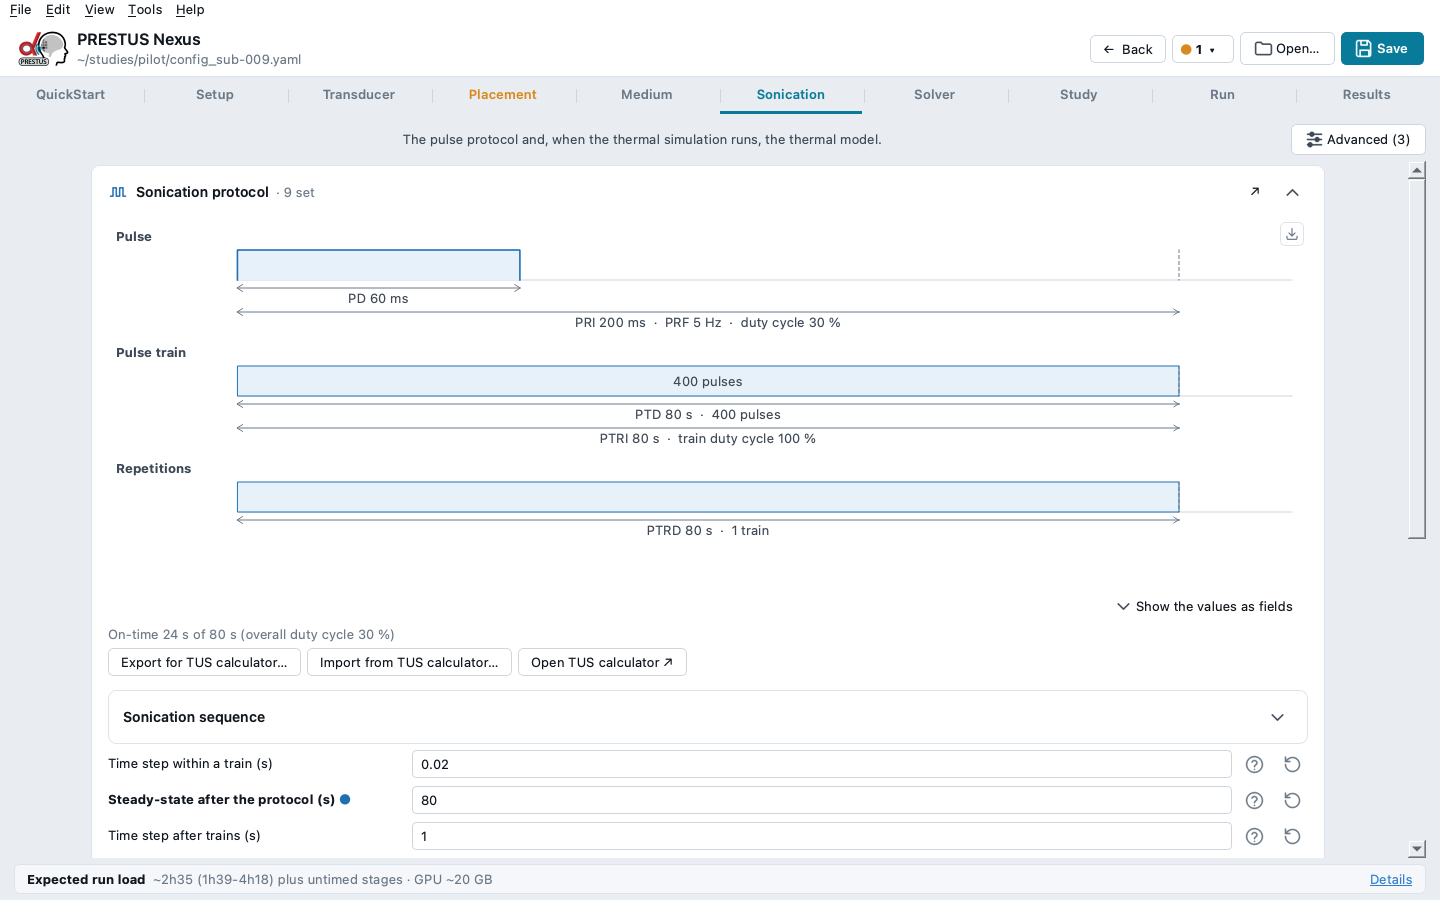 File Edit View Tools Help
PRESTUS Nexus
~/studies/pilot/config_sub-009.yaml
PRESTUS
← Back
1 ▾
Open...
Save
QuickStart
Setup
Transducer
Placement
Medium
Sonication
Solver
Study
Run
Results
The pulse protocol and, when the thermal simulation runs, the thermal model.
Advanced (3)
Sonication protocol · 9 set
Pulse
PD 60 ms
PRI 200 ms · PRF 5 Hz · duty cycle 30 %
Pulse train
400 pulses
PTD 80 s · 400 pulses
PTRI 80 s · train duty cycle 100 %
Repetitions
PTRD 80 s · 1 train
Show the values as fields
On-time 24 s of 80 s (overall duty cycle 30 %)
Export for TUS calculator...
Import from TUS calculator...
Open TUS calculator ↗
Sonication sequence
Time step within a train (s)
0.02
Steady-state after the protocol (s)
80
Time step after trains (s)
1
Expected run load ~2h35 (1h39-4h18) plus untimed stages · GPU ~20 GB
Details